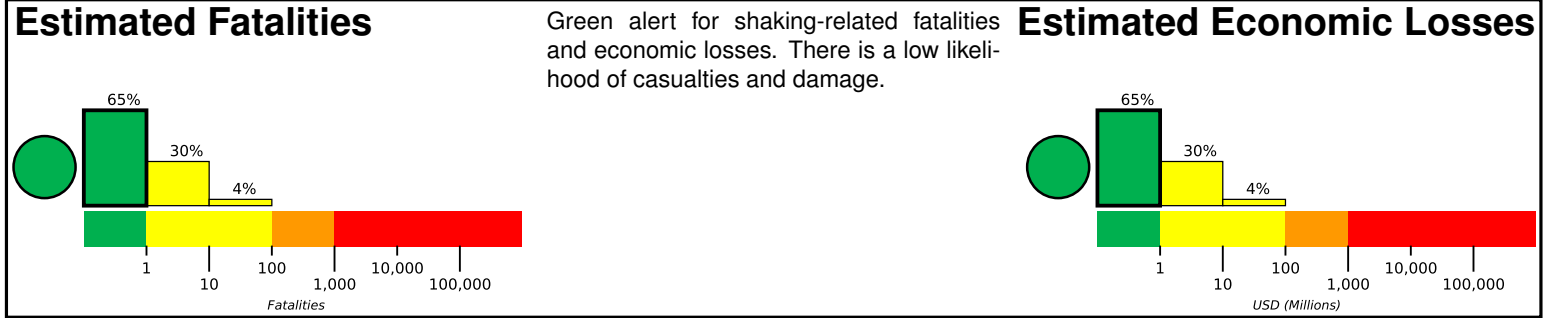 Estimated Fatalities
65%
30%
4%
1
10
100
1,000
10,000
100,000
Fatalities
Green alert for shaking-related fatalities
and economic losses. There is a low likeli-
hood of casualties and damage.
Estimated Economic Losses
65%
30%
4%
1
10
100
1,000
10,000
100,000
USD (Millions)